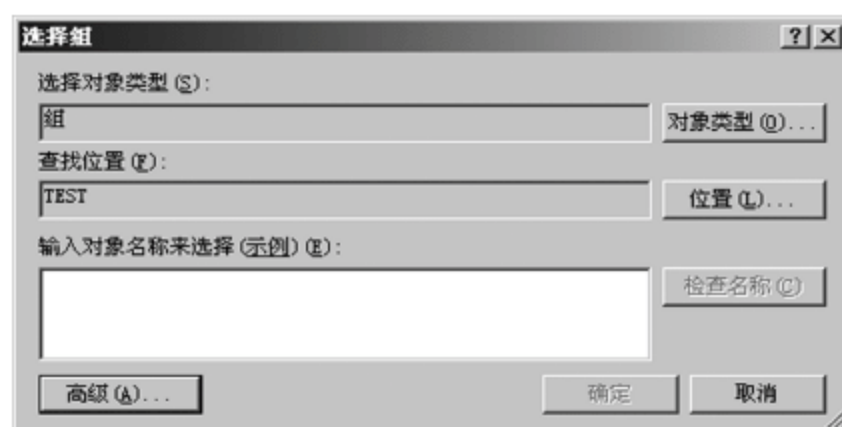 选择组
选择对象类型(S):
组
对象类型(O)...
查找位置(F):
TEST
位置(L)...
输入对象名称来选择(示例)(E):
检查名称(C)
高级(A)...
确定
取消